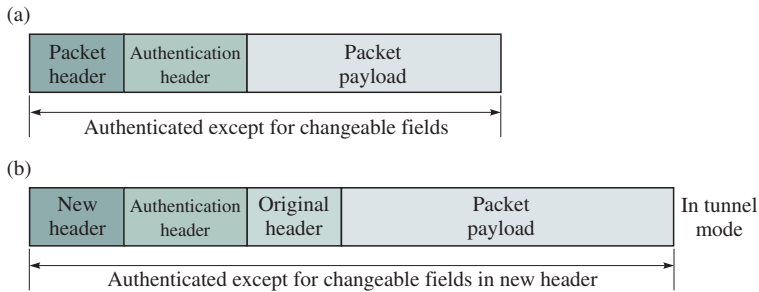 (a)
Packet header
Authentication header
Packet payload
Authenticated except for changeable fields
(b)
New header
Authentication header
Original header
Packet payload
In tunnel mode
Authenticated except for changeable fields in new header